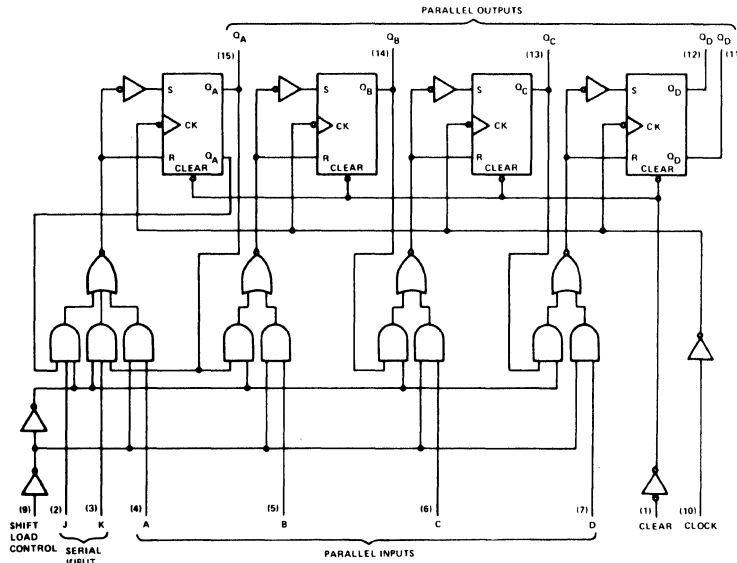 PARALLEL OUTPUTS
QA QB QC QD QD
(15) (14) (13) (12) (11
S QA S QB S QC S QD
CK CK CK CK
R QA R R R QD
CLEAR CLEAR CLEAR CLEAR
(9) (2) (3) (4) (5) (6) (7) (1) (10)
SHIFT LOAD CONTROL
J K A B C D CLEAR CLOCK
SERIAL
PARALLEL INPUTS